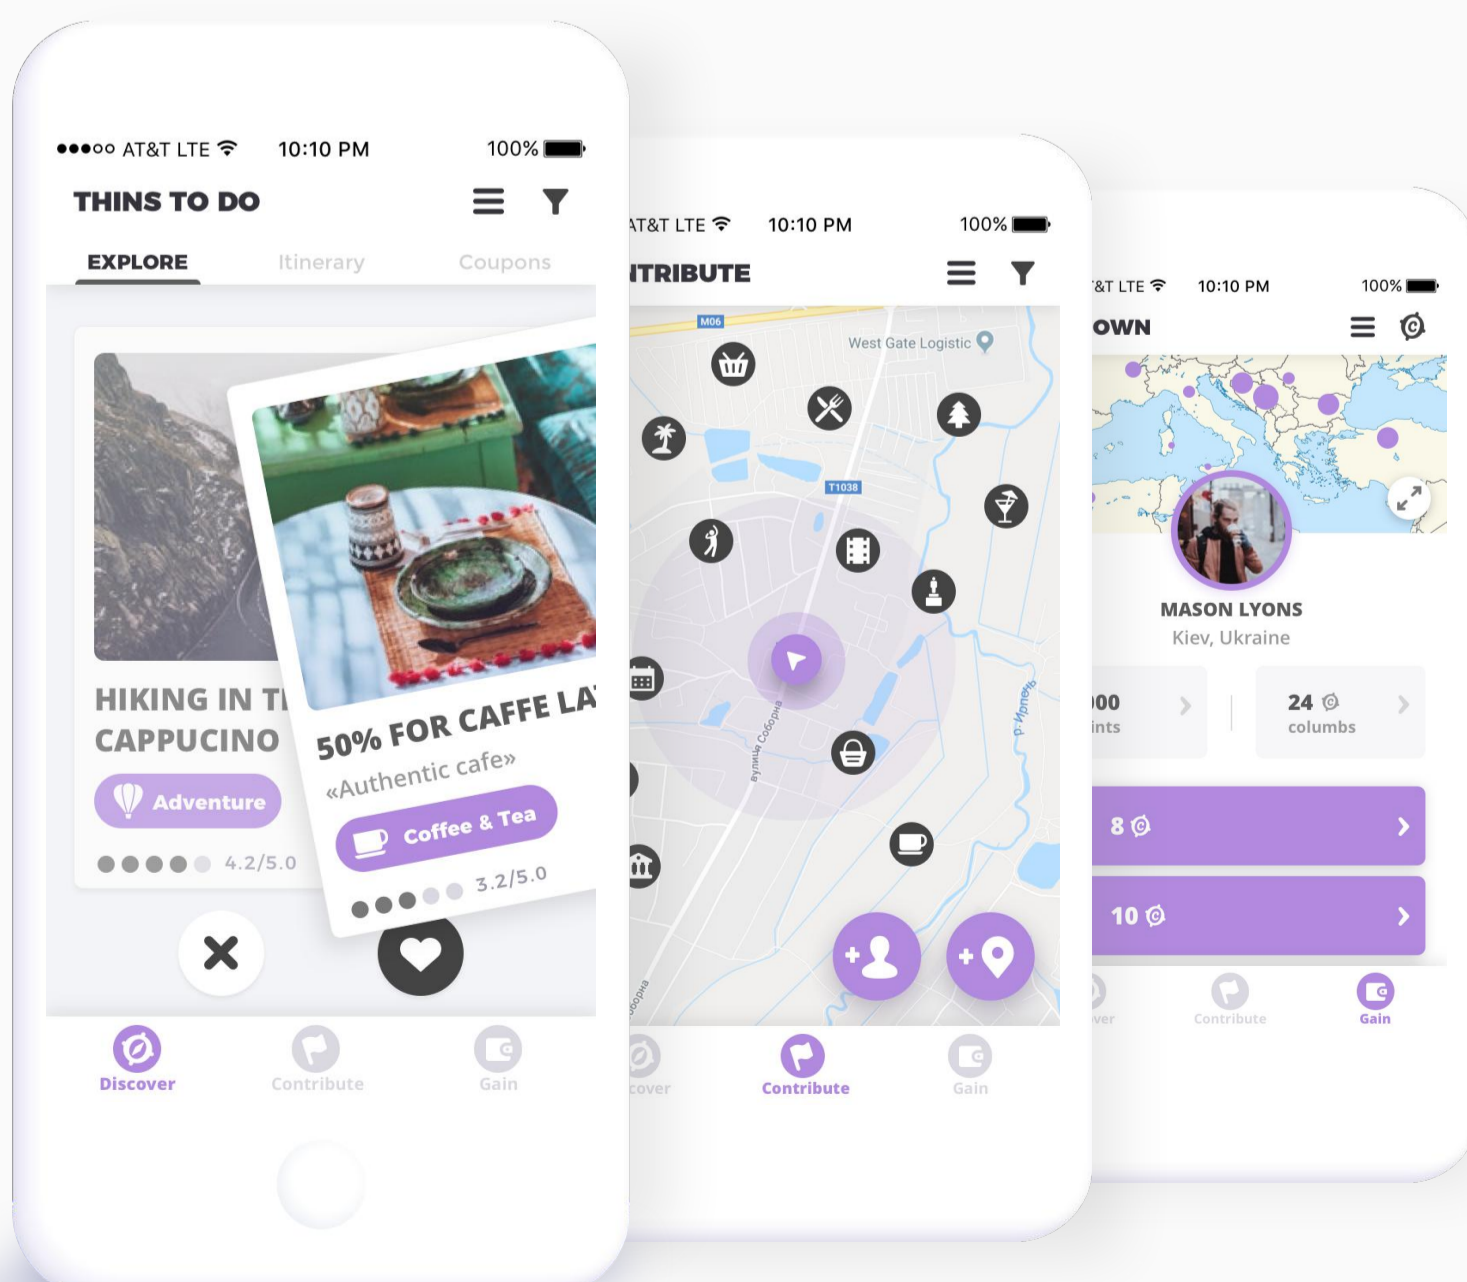 AT&T LTE 10:10 PM 100%
THINS TO DO
EXPLORE Itinerary Coupons
HIKING IN
CAPPUCINO
Adventure
4.2/5.0
50% FOR CAFFE LA
«Authentic cafe»
Coffee & Tea
3.2/5.0
Discover Contribute Gain
AT&T LTE 10:10 PM 100%
NTRIBUTE
M06
West Gate Logistic
T1038
вулиця Соборна
р. Ирпень
оборна
cover Contribute Gain
&T LTE 10:10 PM 100%
OWN
MASON LYONS
Kiev, Ukraine
00
ints
24
columbs
8
10
ver Contribute Gain